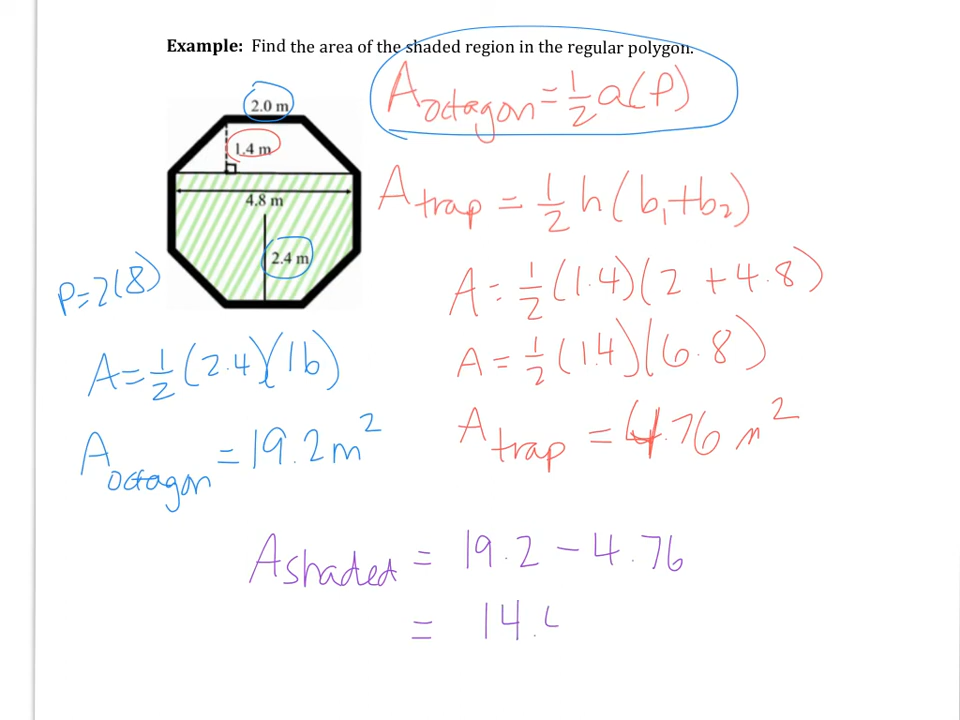 Example: Find the area of the shaded region in the regular polygon.
A octagon = 1/2 a(P)
2.0 m
1.4 m
4.8 m
2.4 m
A trap = 1/2 h(b₁+b₂)
A = 1/2 (1.4)(2 + 4.8)
A = 1/2 (1.4)(6.8)
A trap = 4.76 m²
P=2(8)
A = 1/2 (2.4)(16)
A octagon = 19.2m²
A shaded = 19.2 - 4.76
= 14.